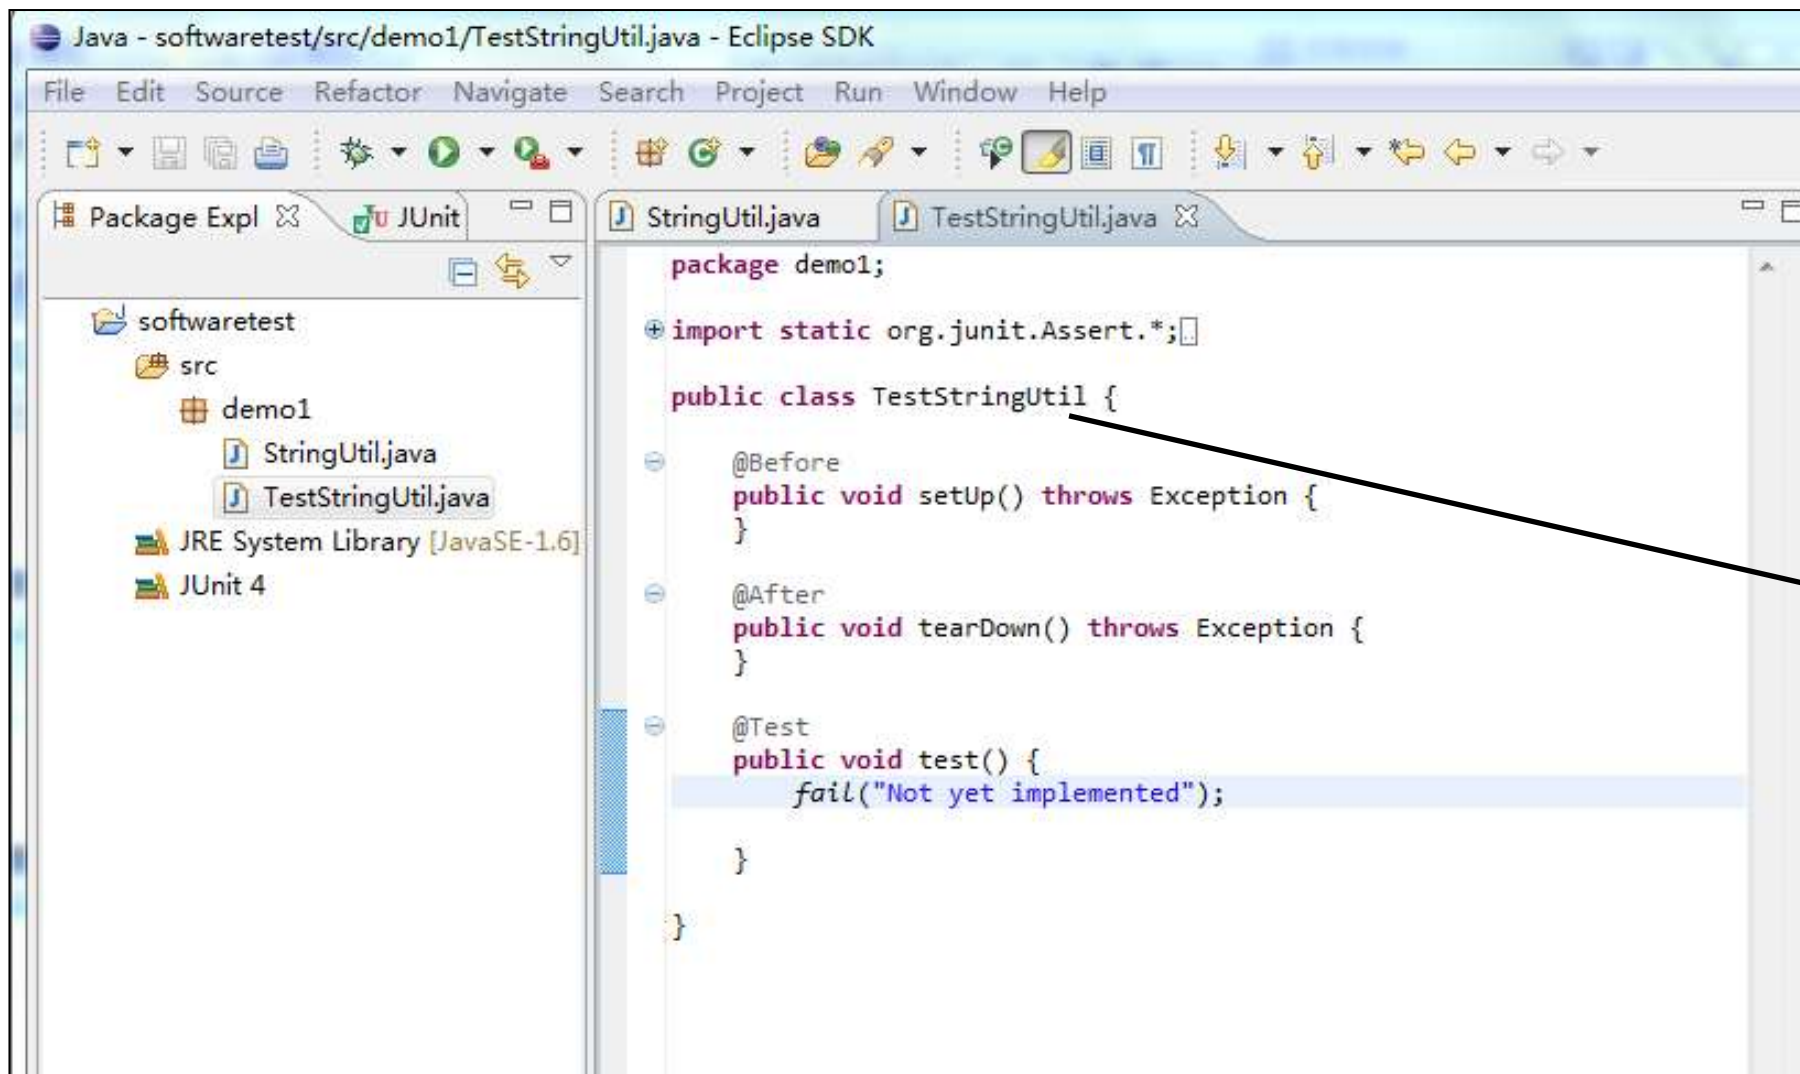 Java - softwaretest/src/demo1/TestStringUtil.java - Eclipse SDK
File Edit Source Refactor Navigate Search Project Run Window Help
Package Expl JUnit
softwaretest
src
demo1
StringUtil.java
TestStringUtil.java
JRE System Library [JavaSE-1.6]
JUnit 4
StringUtil.java TestStringUtil.java
package demo1;
import static org.junit.Assert.*;
public class TestStringUtil {
@Before
public void setUp() throws Exception {
}
@After
public void tearDown() throws Exception {
}
@Test
public void test() {
fail("Not yet implemented");
}
}